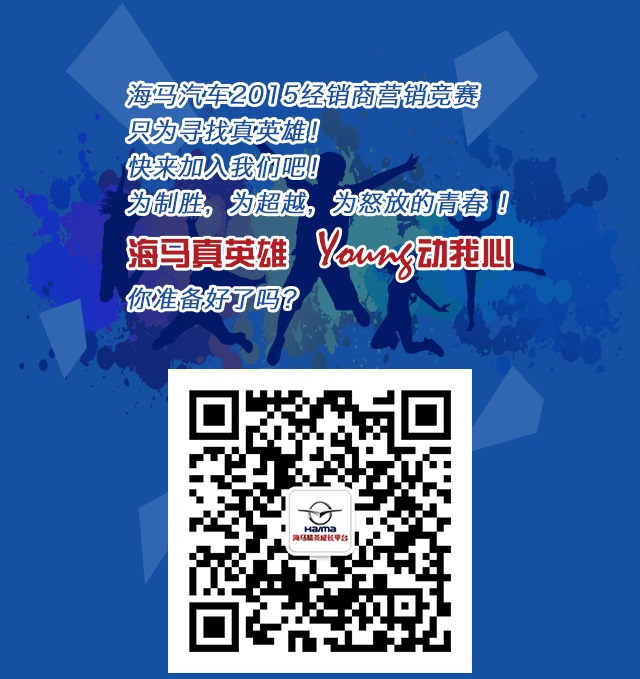 海马汽车2015经销商营销竞赛
只为寻找真英雄！
快来加入我们吧！
为制胜，为超越，为怒放的青春 ！
海马真英雄 Young动我心
你准备好了吗？
HAIMA
海马精英成长平台